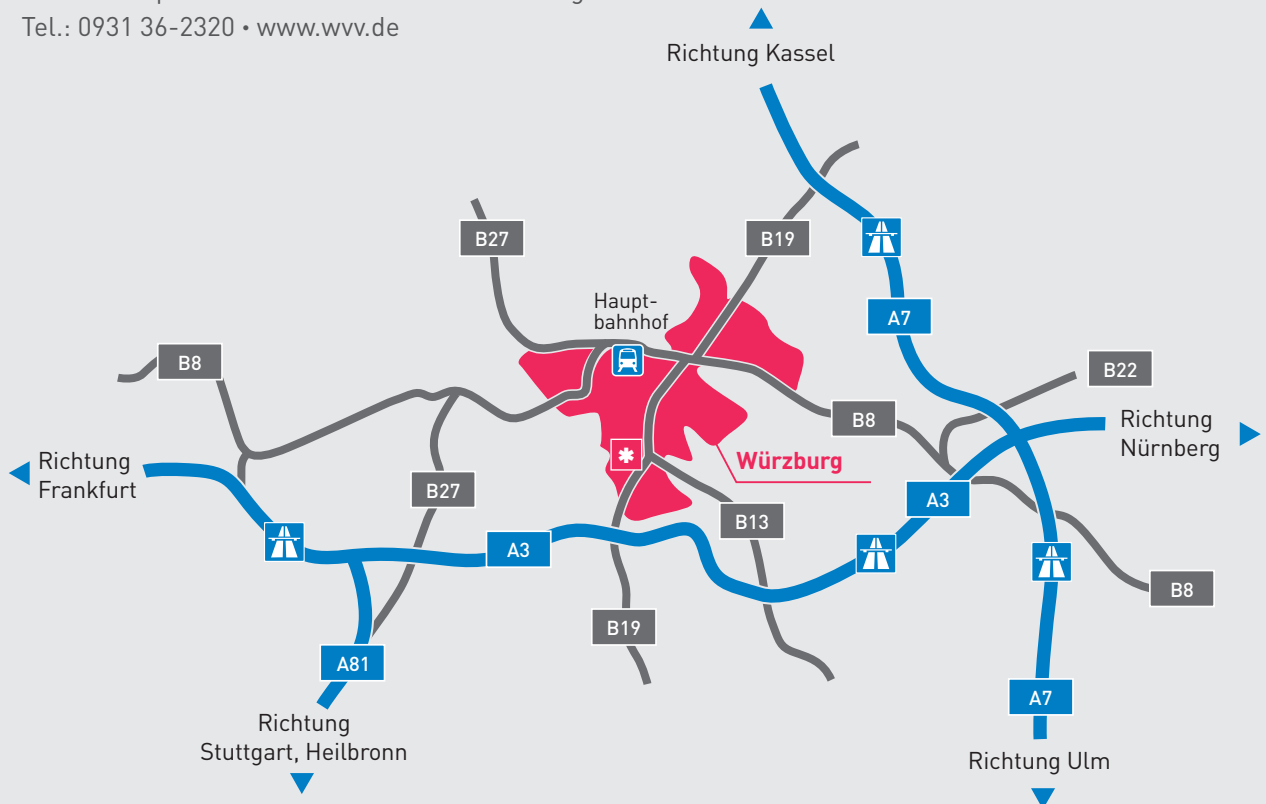 Tel.: 0931 36-2320 • www.wvv.de
Richtung Kassel
B27
B19
Haupt-
bahnhof
A7
B8
B22
B8
Richtung
Nürnberg
Richtung
Frankfurt
Würzburg
B27
A3
B13
A3
B8
B19
A81
A7
Richtung
Stuttgart, Heilbronn
Richtung Ulm